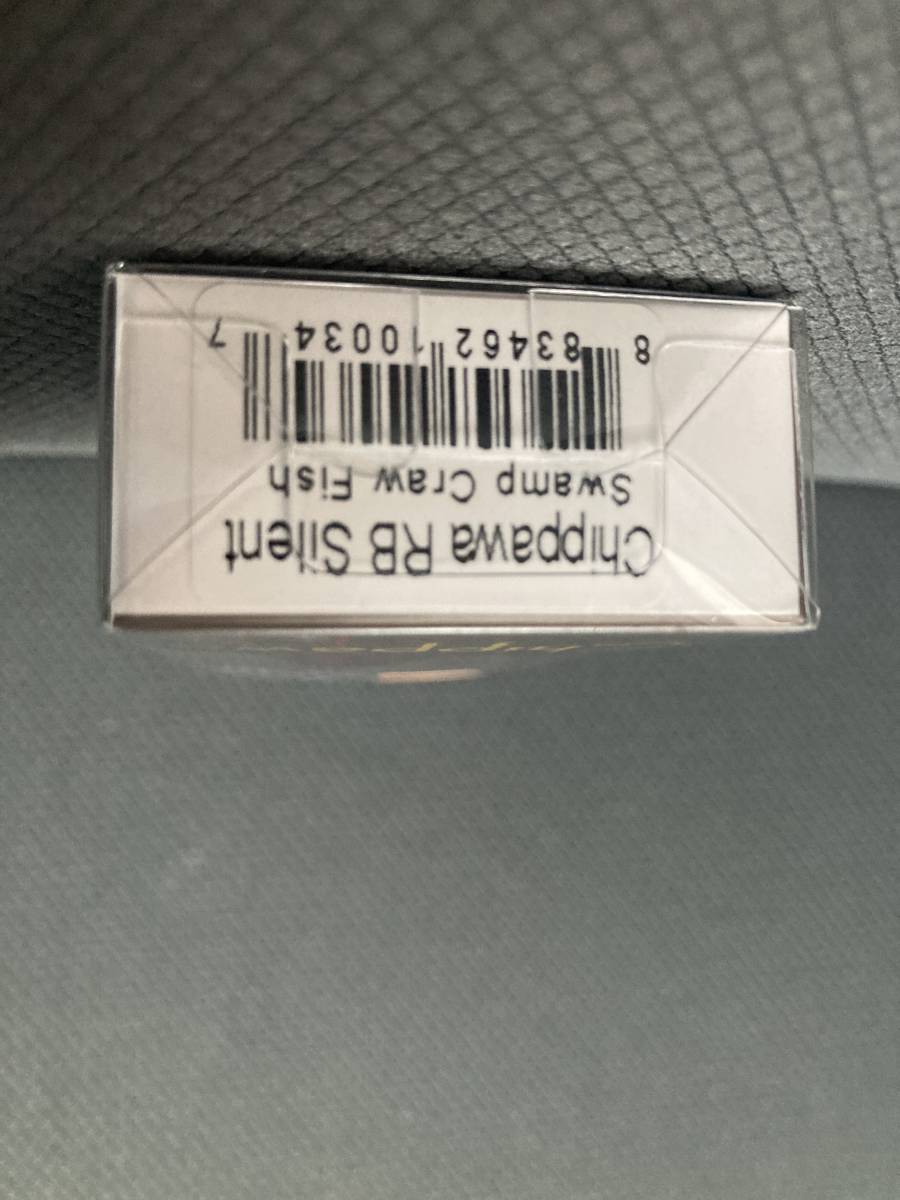 Chippawa RB Silent
Swamp Craw Fish
8 83462 10034 7